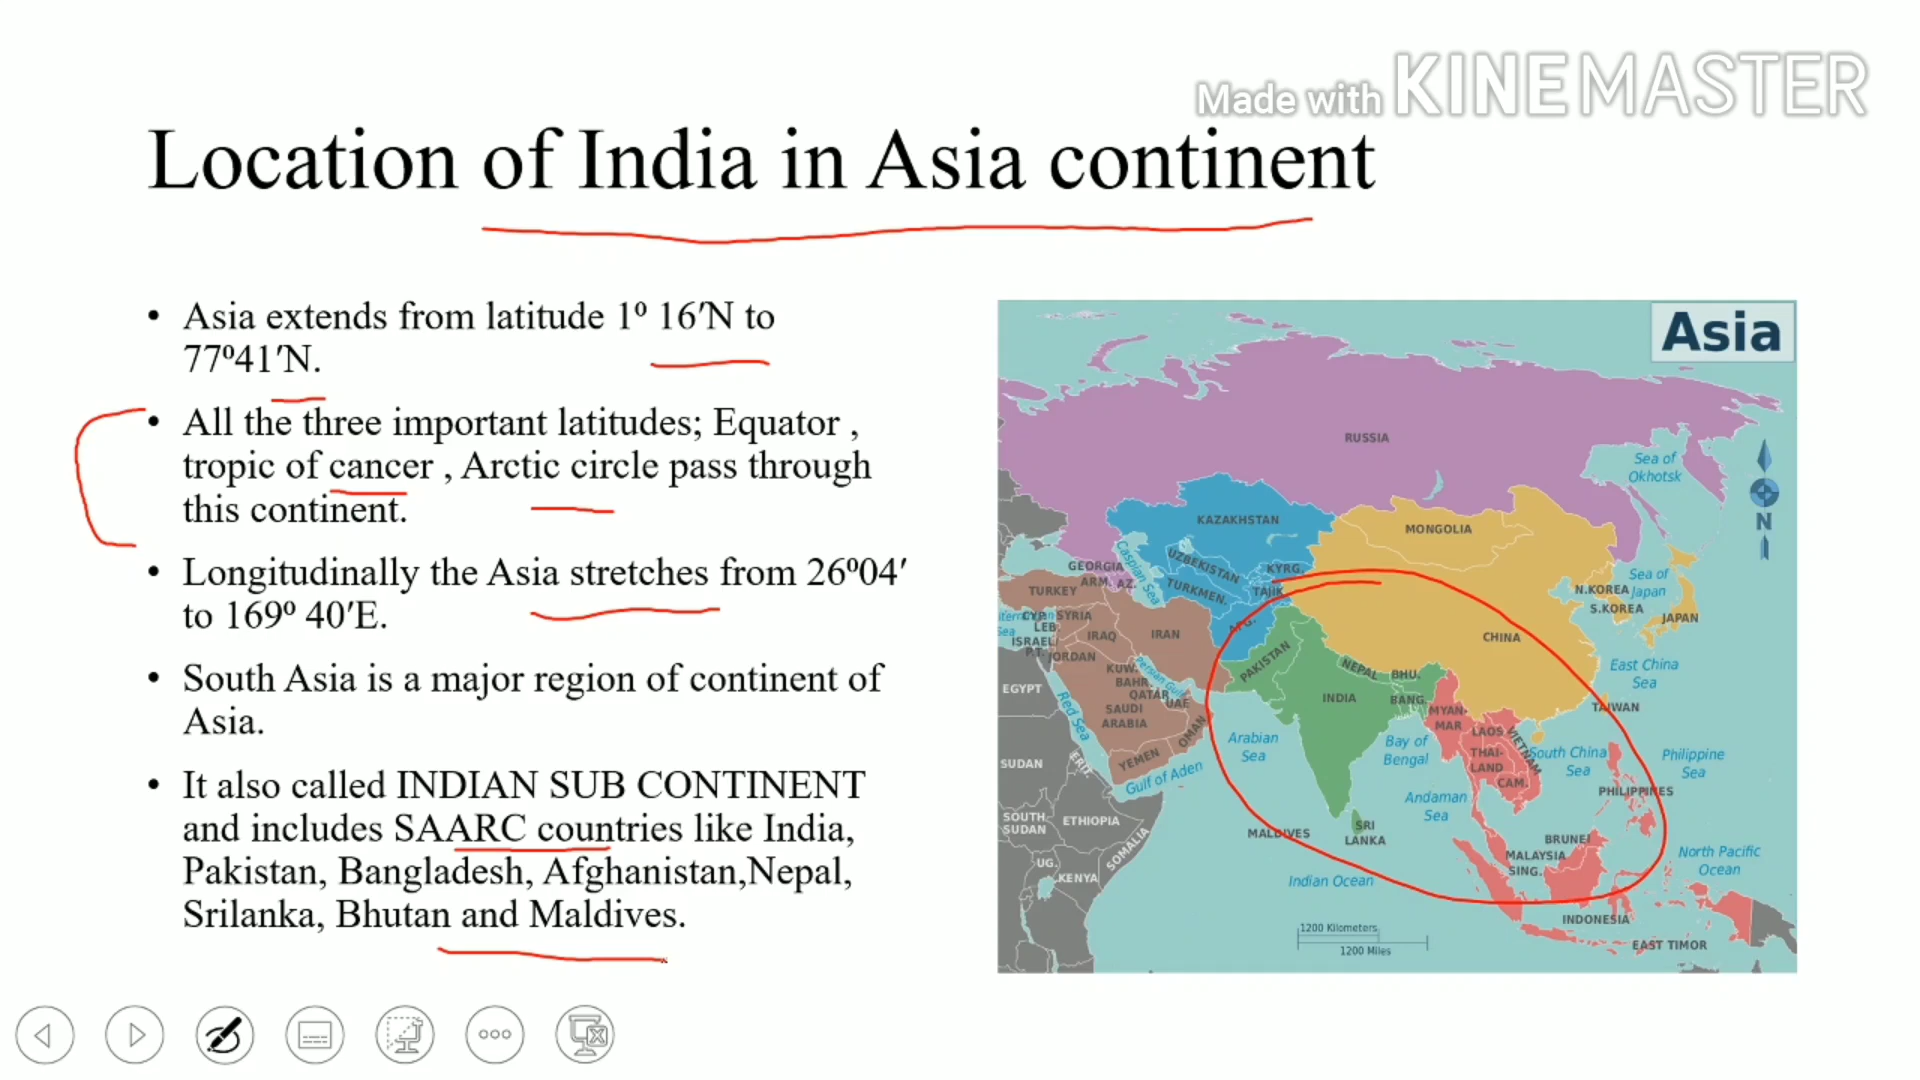 Made with KINEMASTER
Location of India in Asia continent
• Asia extends from latitude 1º 16′N to
77º41′N.
• All the three important latitudes; Equator ,
tropic of cancer , Arctic circle pass through
this continent.
• Longitudinally the Asia stretches from 26º04′
to 169º 40′E.
• South Asia is a major region of continent of
Asia.
• It also called INDIAN SUB CONTINENT
and includes SAARC countries like India,
Pakistan, Bangladesh, Afghanistan,Nepal,
Srilanka, Bhutan and Maldives.
Asia
RUSSIA
Sea of
Okhotsk
N
KAZAKHSTAN
MONGOLIA
UZBEKISTAN
KYRG.
TURKMEN.
TAJIK.
Caspian Sea
GEORGIA
ARM. AZ.
TURKEY
CYP.
SYRIA
LEB.
ISRAEL/
P.T.
JORDAN
IRAQ
IRAN
AFG.
KUW.
BAHR.
QATAR
UAE
Persian Gulf
SAUDI
ARABIA
OMAN
YEMEN
Gulf of Aden
Red Sea
EGYPT
SUDAN
ERI.
SOUTH
SUDAN
ETHIOPIA
SOMALIA
UG.
KENYA
PAKISTAN
NEPAL
BHU.
INDIA
BANG.
Arabian
Sea
Bay of
Bengal
MALDIVES
SRI
LANKA
Indian Ocean
Andaman
Sea
CHINA
N.KOREA
S.KOREA
Sea of
Japan
JAPAN
East China
Sea
TAIWAN
MYAN-
MAR
LAOS
THAI-
LAND
VIETNAM
CAM.
South China
Sea
Philippine
Sea
PHILIPPINES
BRUNEI
MALAYSIA
SING.
North Pacific
Ocean
INDONESIA
EAST TIMOR
1200 Kilometers
1200 Miles